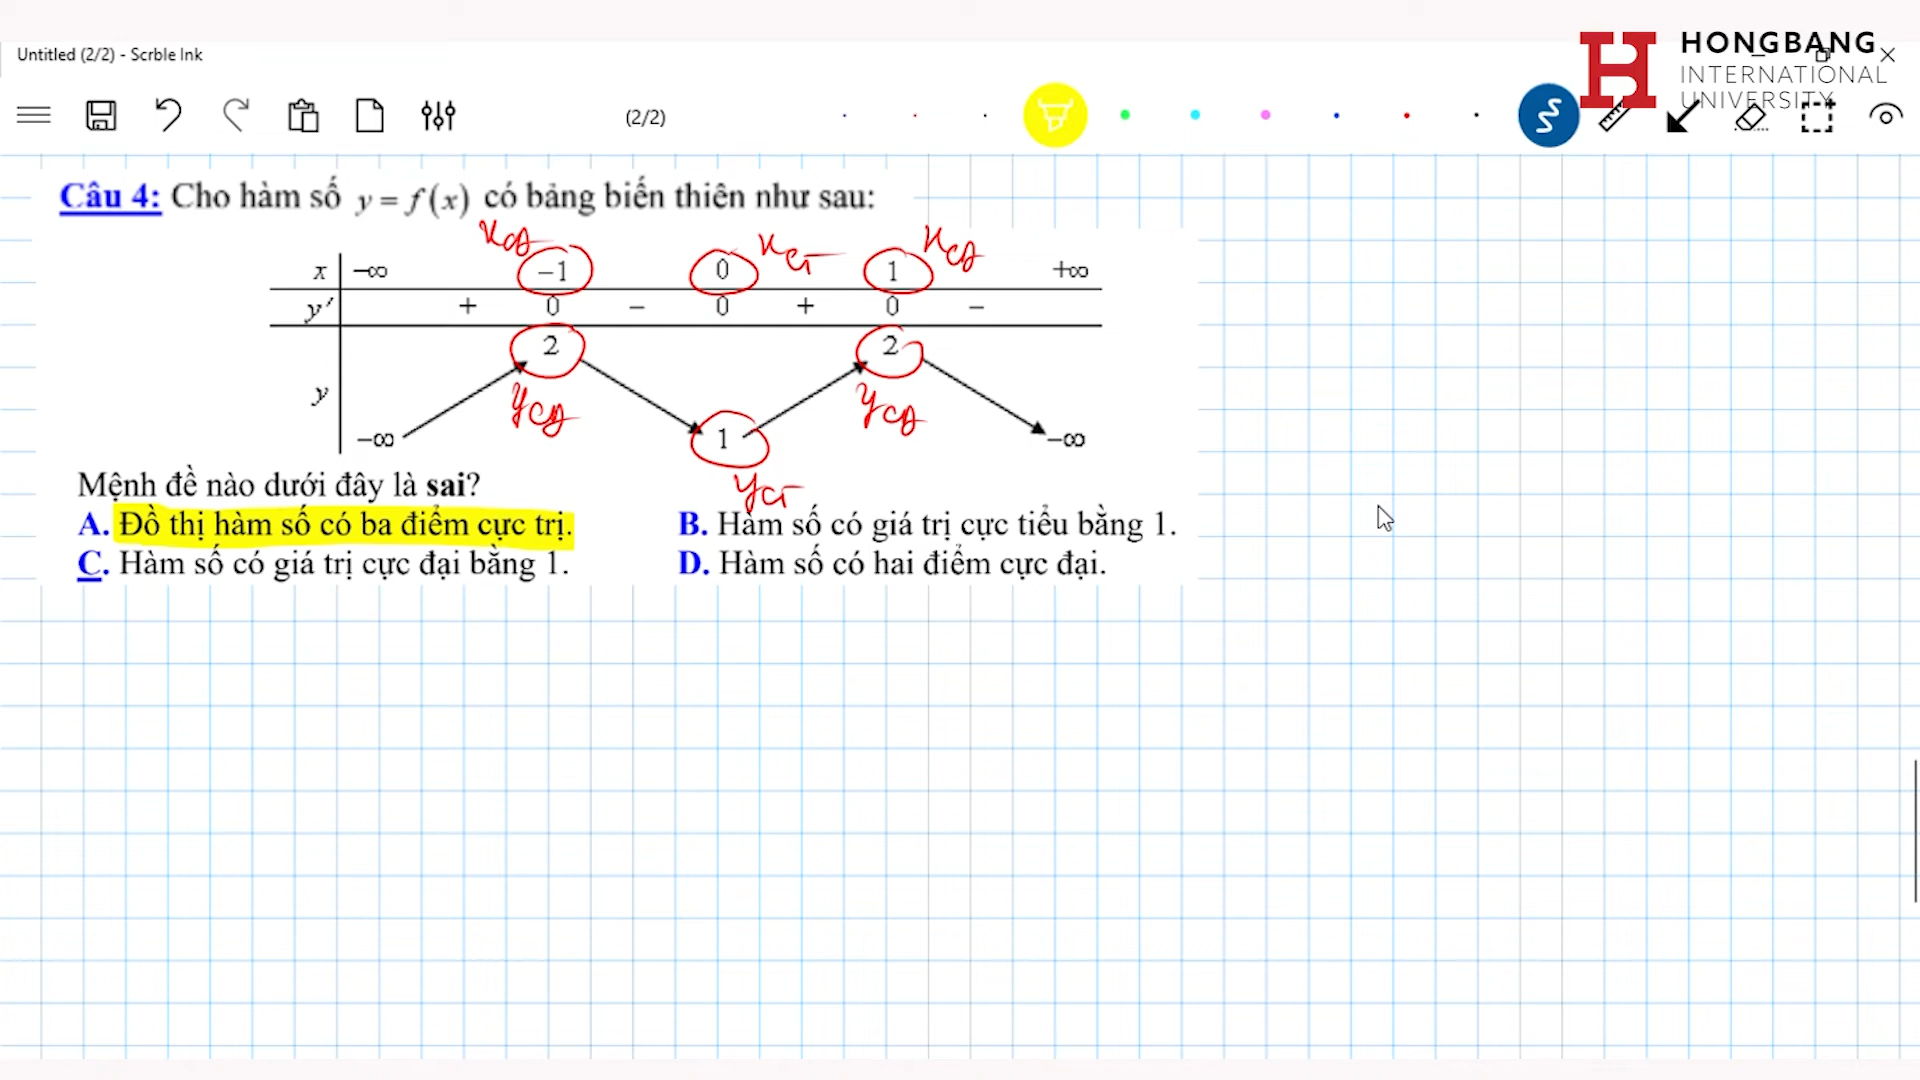 HONGBANG
INTERNATIONAL
UNIVERSITY
Untitled (2/2) - Scrble Ink
(2/2)
Câu 4: Cho hàm số y = f(x) có bảng biến thiên như sau:
xCĐ xCT xCĐ
x −∞ −1 0 1 +∞
y′ + 0 − 0 + 0 −
2 2
y yCĐ yCĐ
−∞ 1 −∞
yCT
Mệnh đề nào dưới đây là sai?
A. Đồ thị hàm số có ba điểm cực trị. B. Hàm số có giá trị cực tiểu bằng 1.
C. Hàm số có giá trị cực đại bằng 1. D. Hàm số có hai điểm cực đại.